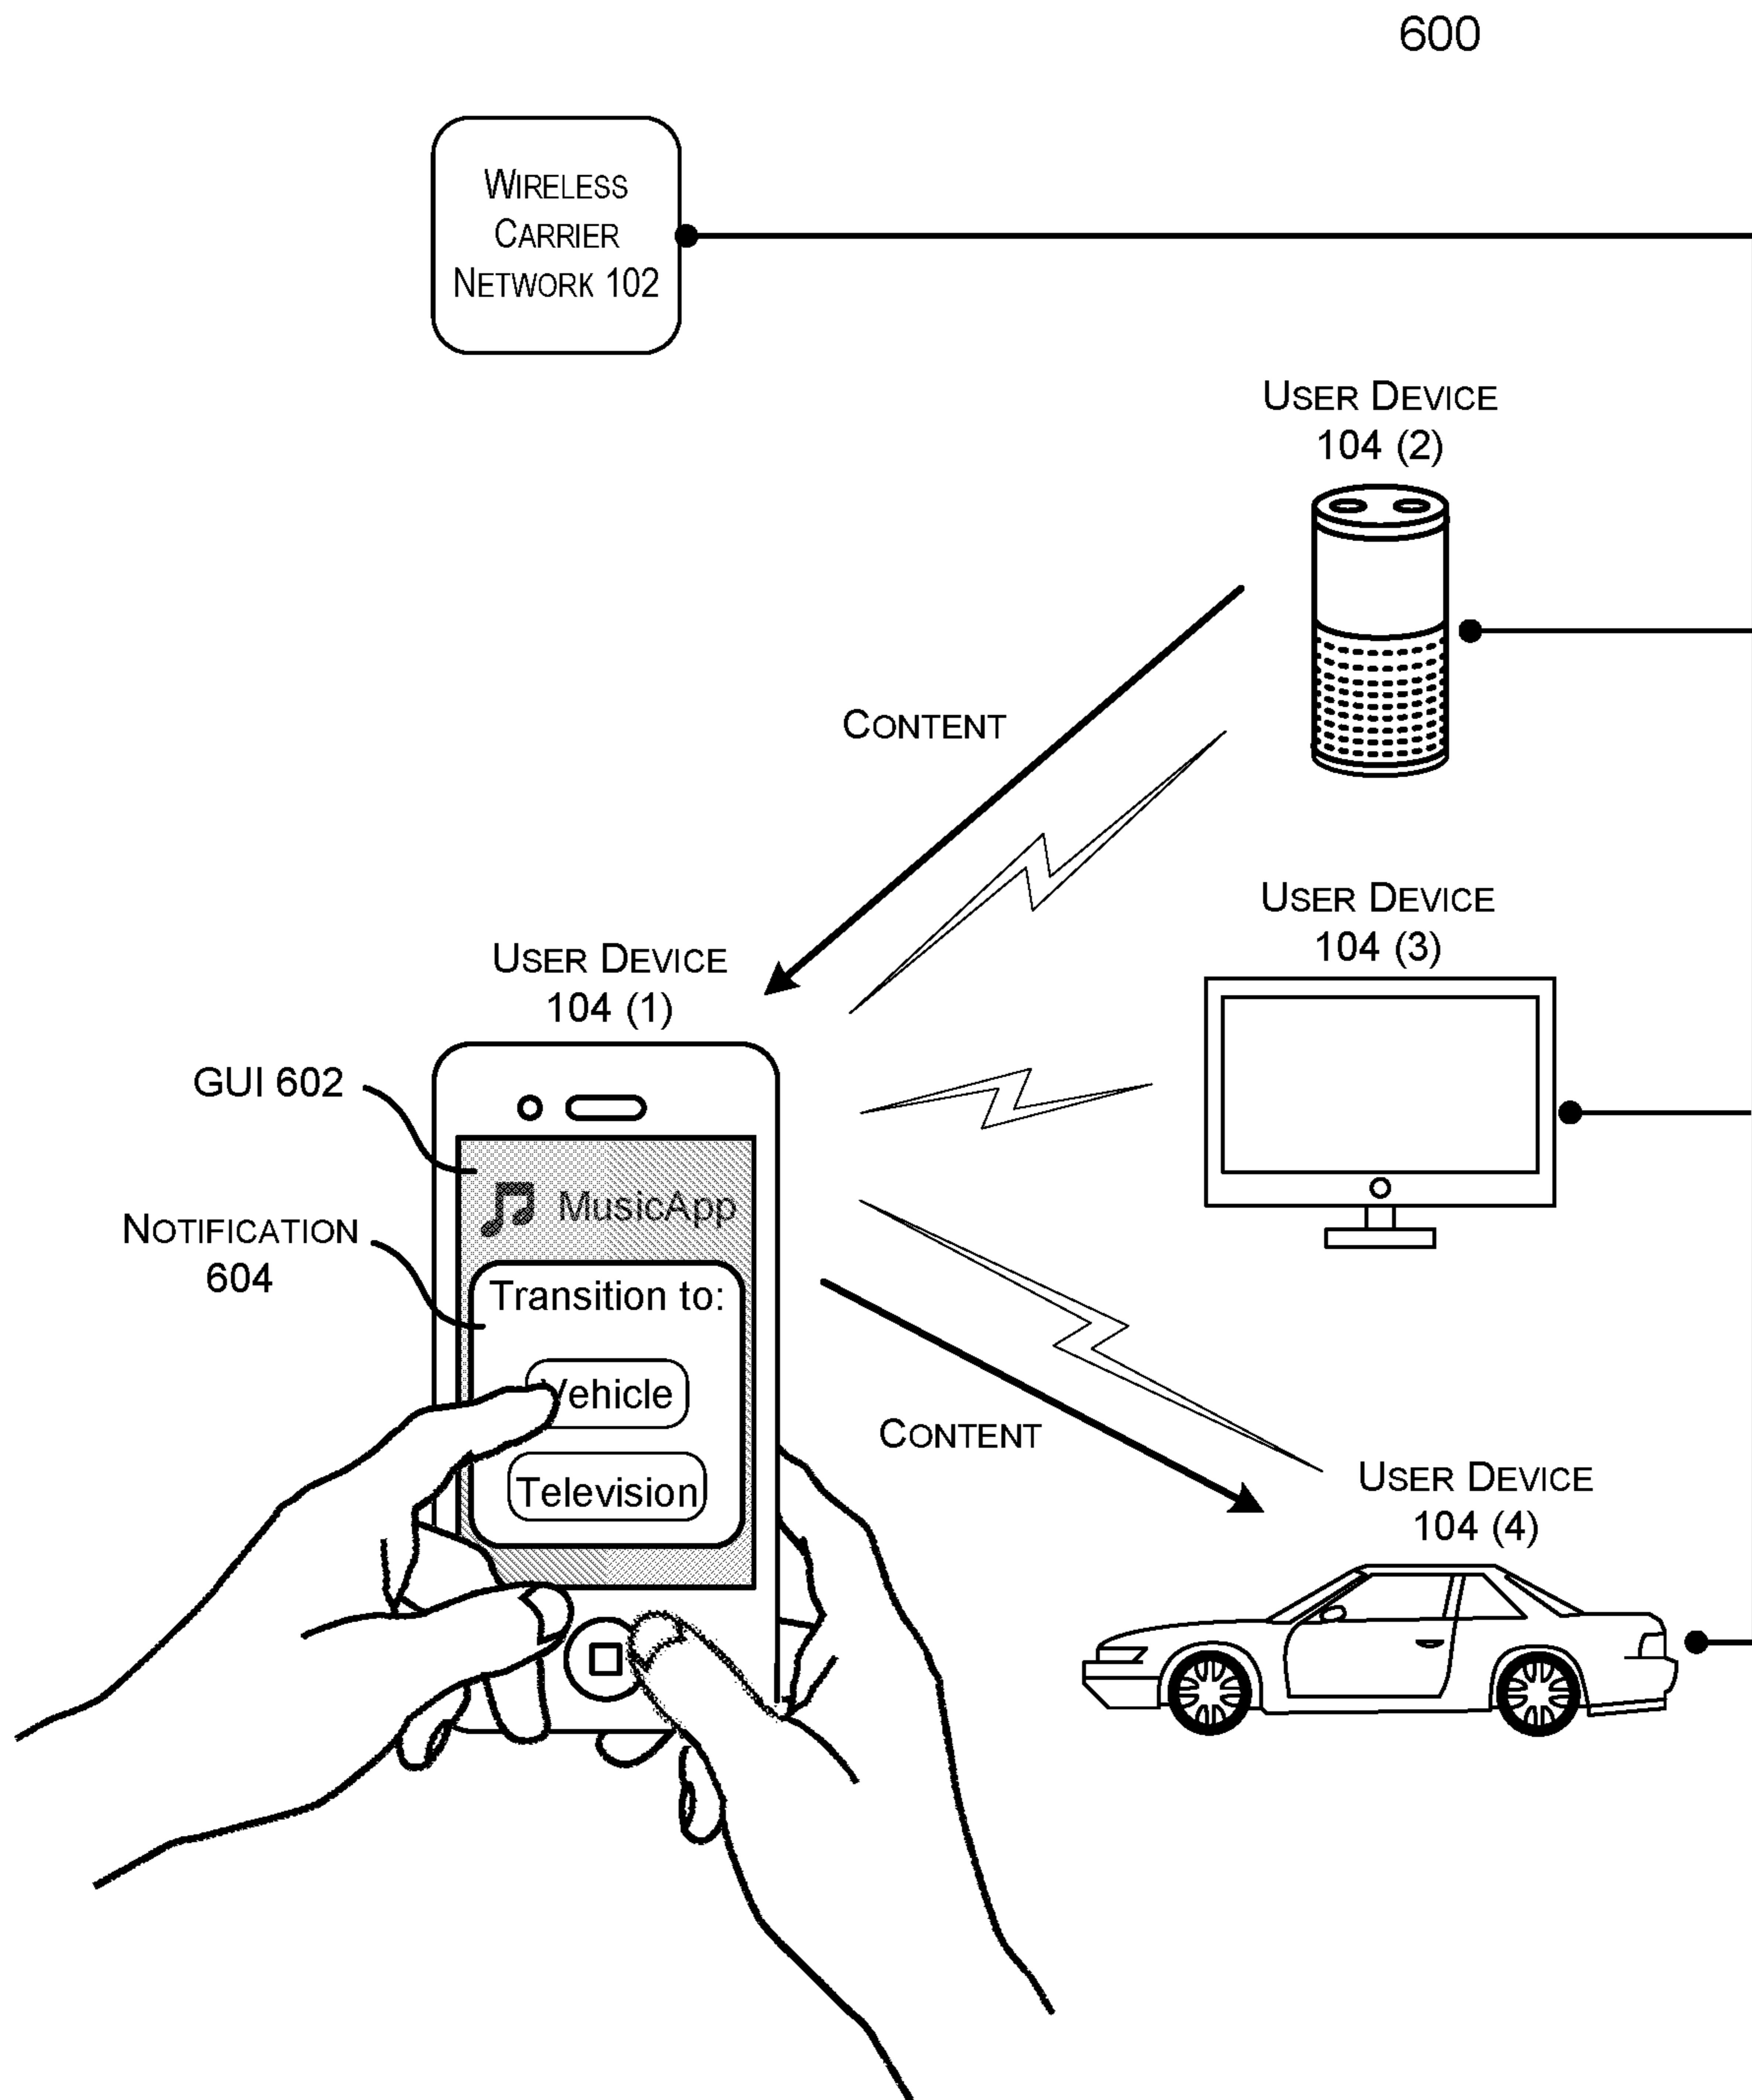 600
WIRELESS
CARRIER
NETWORK 102
USER DEVICE
104 (2)
CONTENT
USER DEVICE
104 (3)
USER DEVICE
104 (1)
GUI 602
MusicApp
NOTIFICATION
604
Transition to:
Vehicle
Television
CONTENT
USER DEVICE
104 (4)